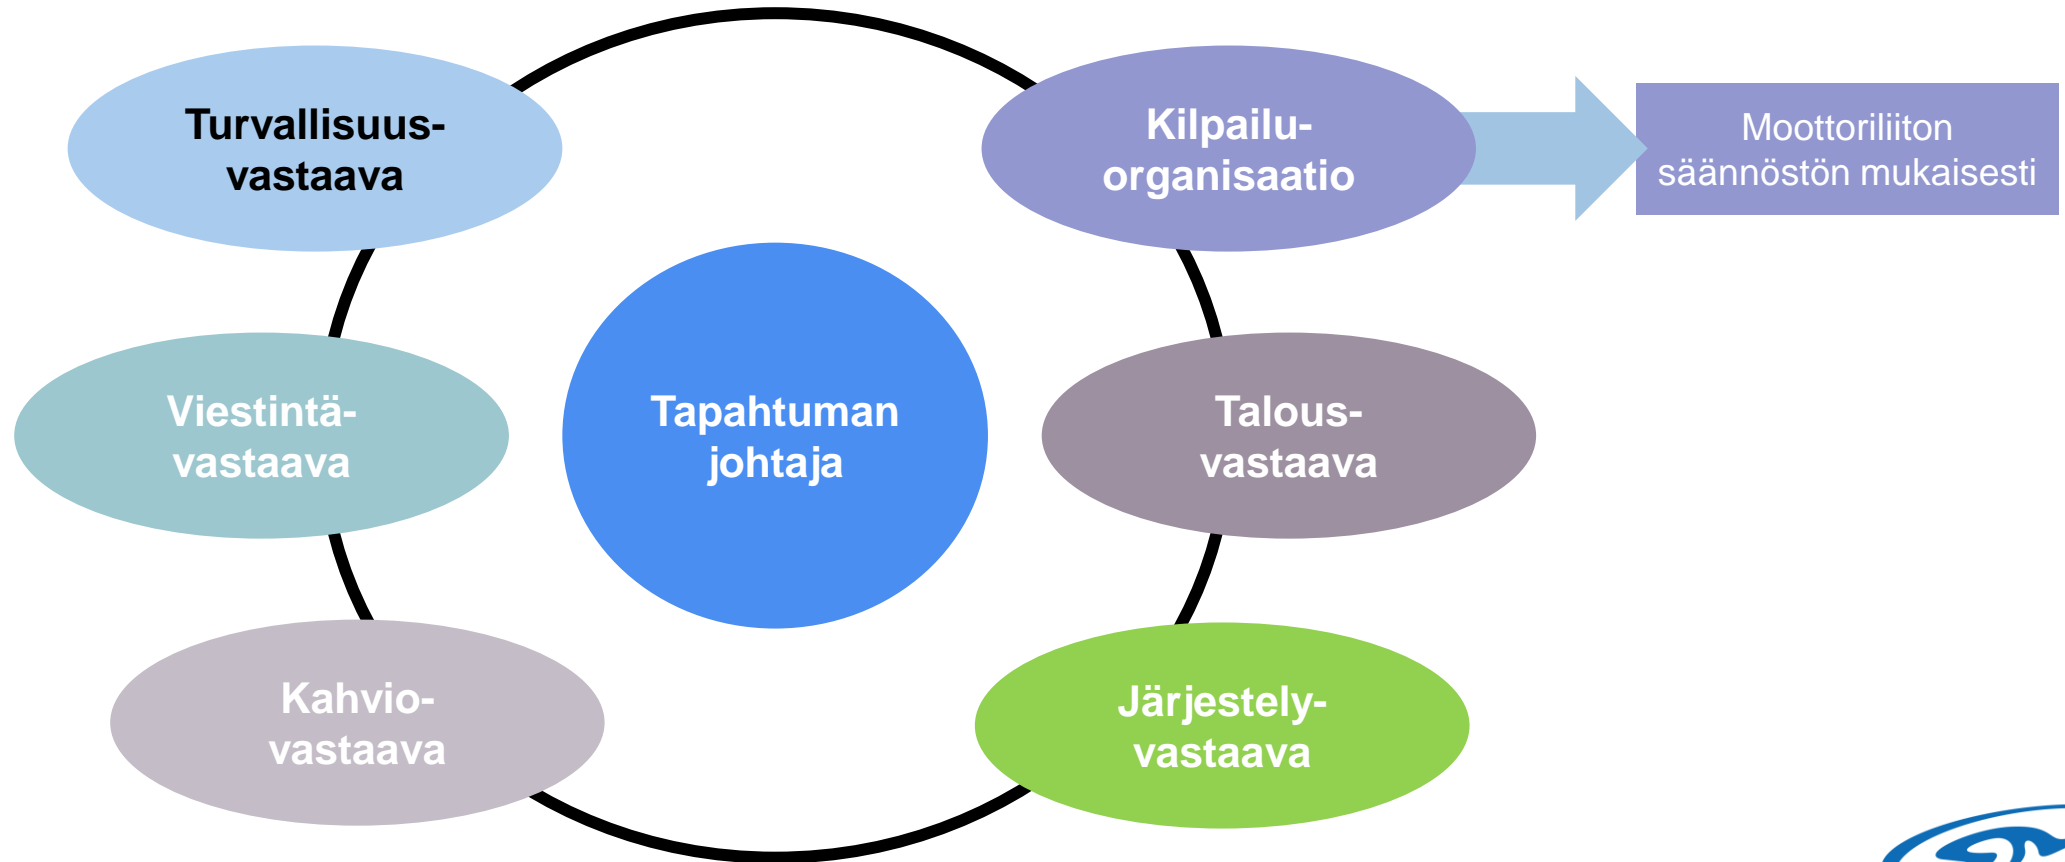 Turvallisuus-
vastaava
Kilpailu-
organisaatio
Moottoriliiton
säännöstön mukaisesti
Viestintä-
vastaava
Tapahtuman
johtaja
Talous-
vastaava
Kahvio-
vastaava
Järjestely-
vastaava